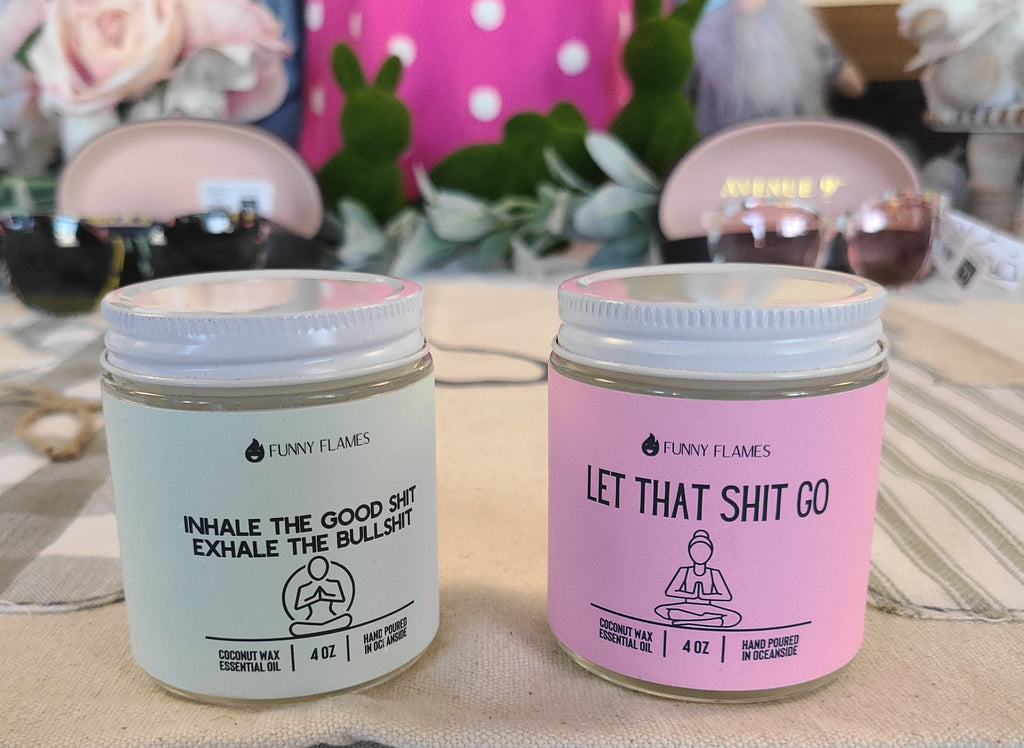 AVENUE 9
FUNNY FLAMES
INHALE THE GOOD SHIT
EXHALE THE BULLSHIT
COCONUT WAX
ESSENTIAL OIL
4 OZ
HAND POURED
IN OCEANSIDE
FUNNY FLAMES
LET THAT SHIT GO
COCONUT WAX
ESSENTIAL OIL
4 OZ
HAND POURED
IN OCEANSIDE